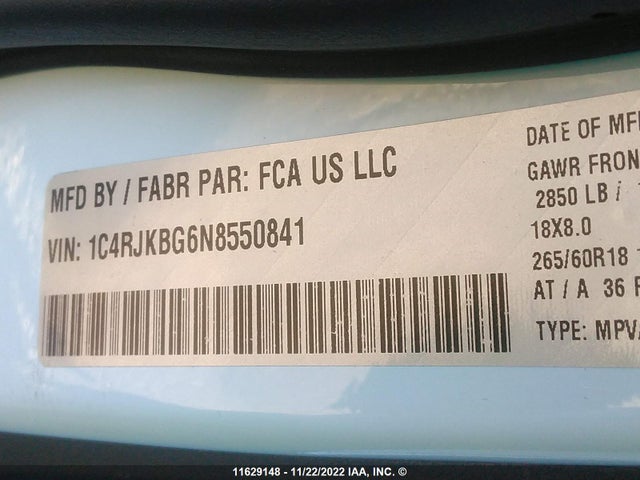 MFD BY / FABR PAR: FCA US LLC
VIN: 1C4RJKBG6N8550841
DATE OF MF
GAWR FRON
2850 LB
18X8.0
265/60R18
AT / A 36
TYPE: MPV
11629148 - 11/22/2022 IAA, INC. ©